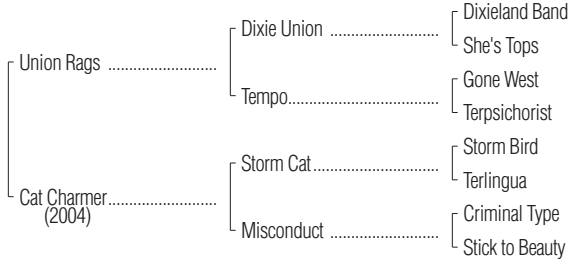 Dixieland Band
Dixie Union ..............................
She's Tops
Union Rags ..............................
Gone West
Tempo..........................................
Terpsichorist
Storm Bird
Storm Cat...................................
Terlingua
Cat Charmer..............................
(2004)
Criminal Type
Misconduct ..............................
Stick to Beauty